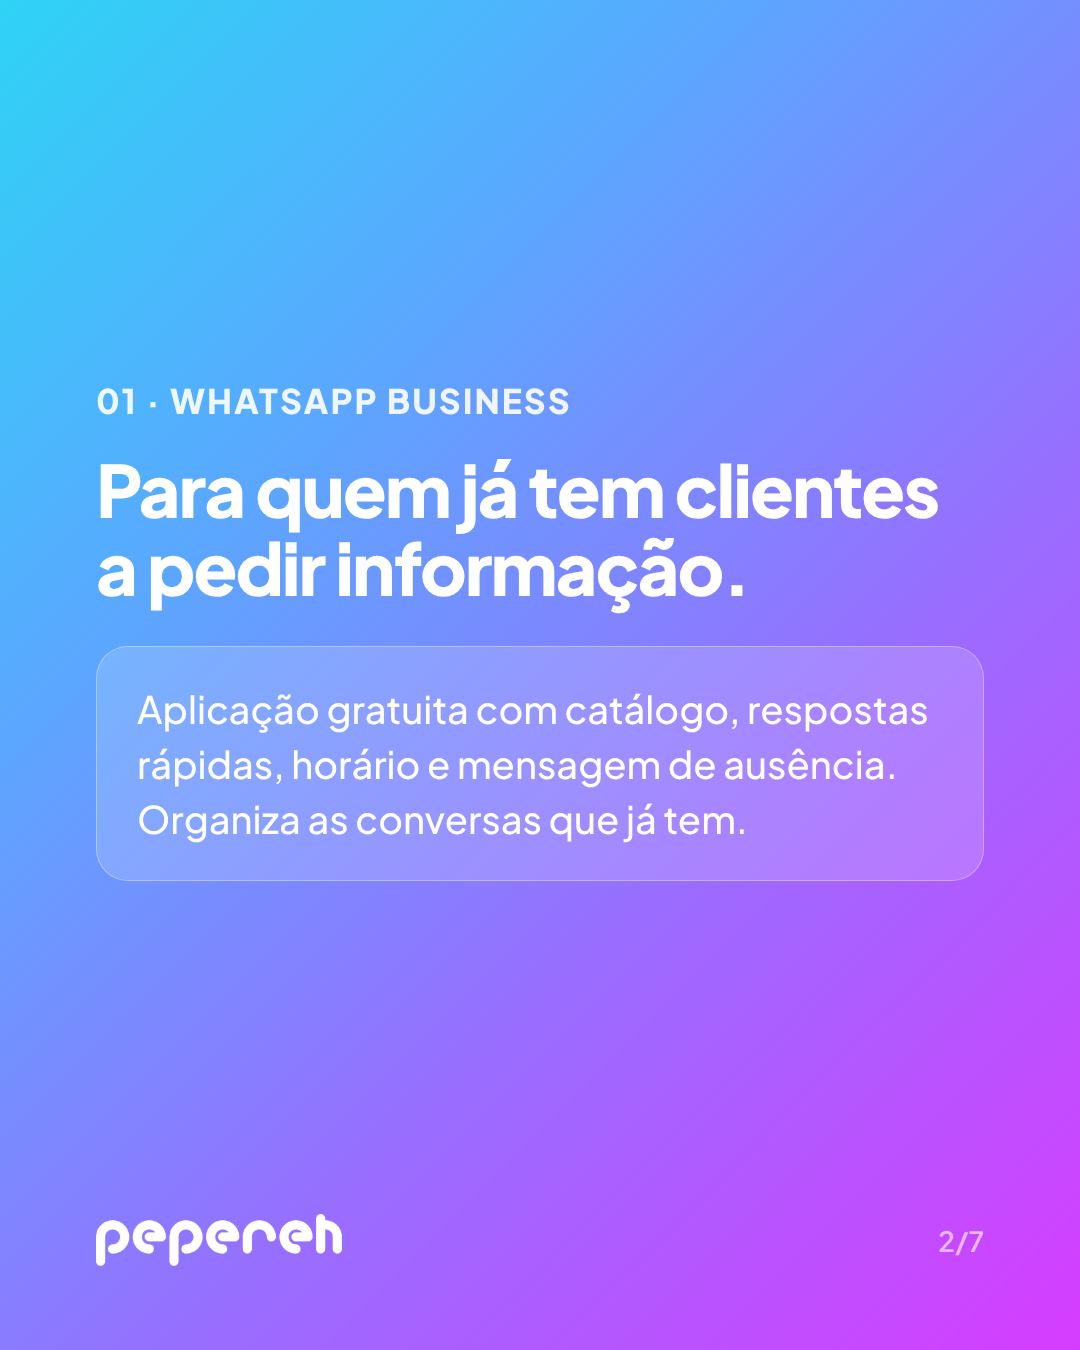 01 · WHATSAPP BUSINESS
Para quem já tem clientes
a pedir informação.
Aplicação gratuita com catálogo, respostas
rápidas, horário e mensagem de ausência.
Organiza as conversas que já tem.
pepereh
2/7